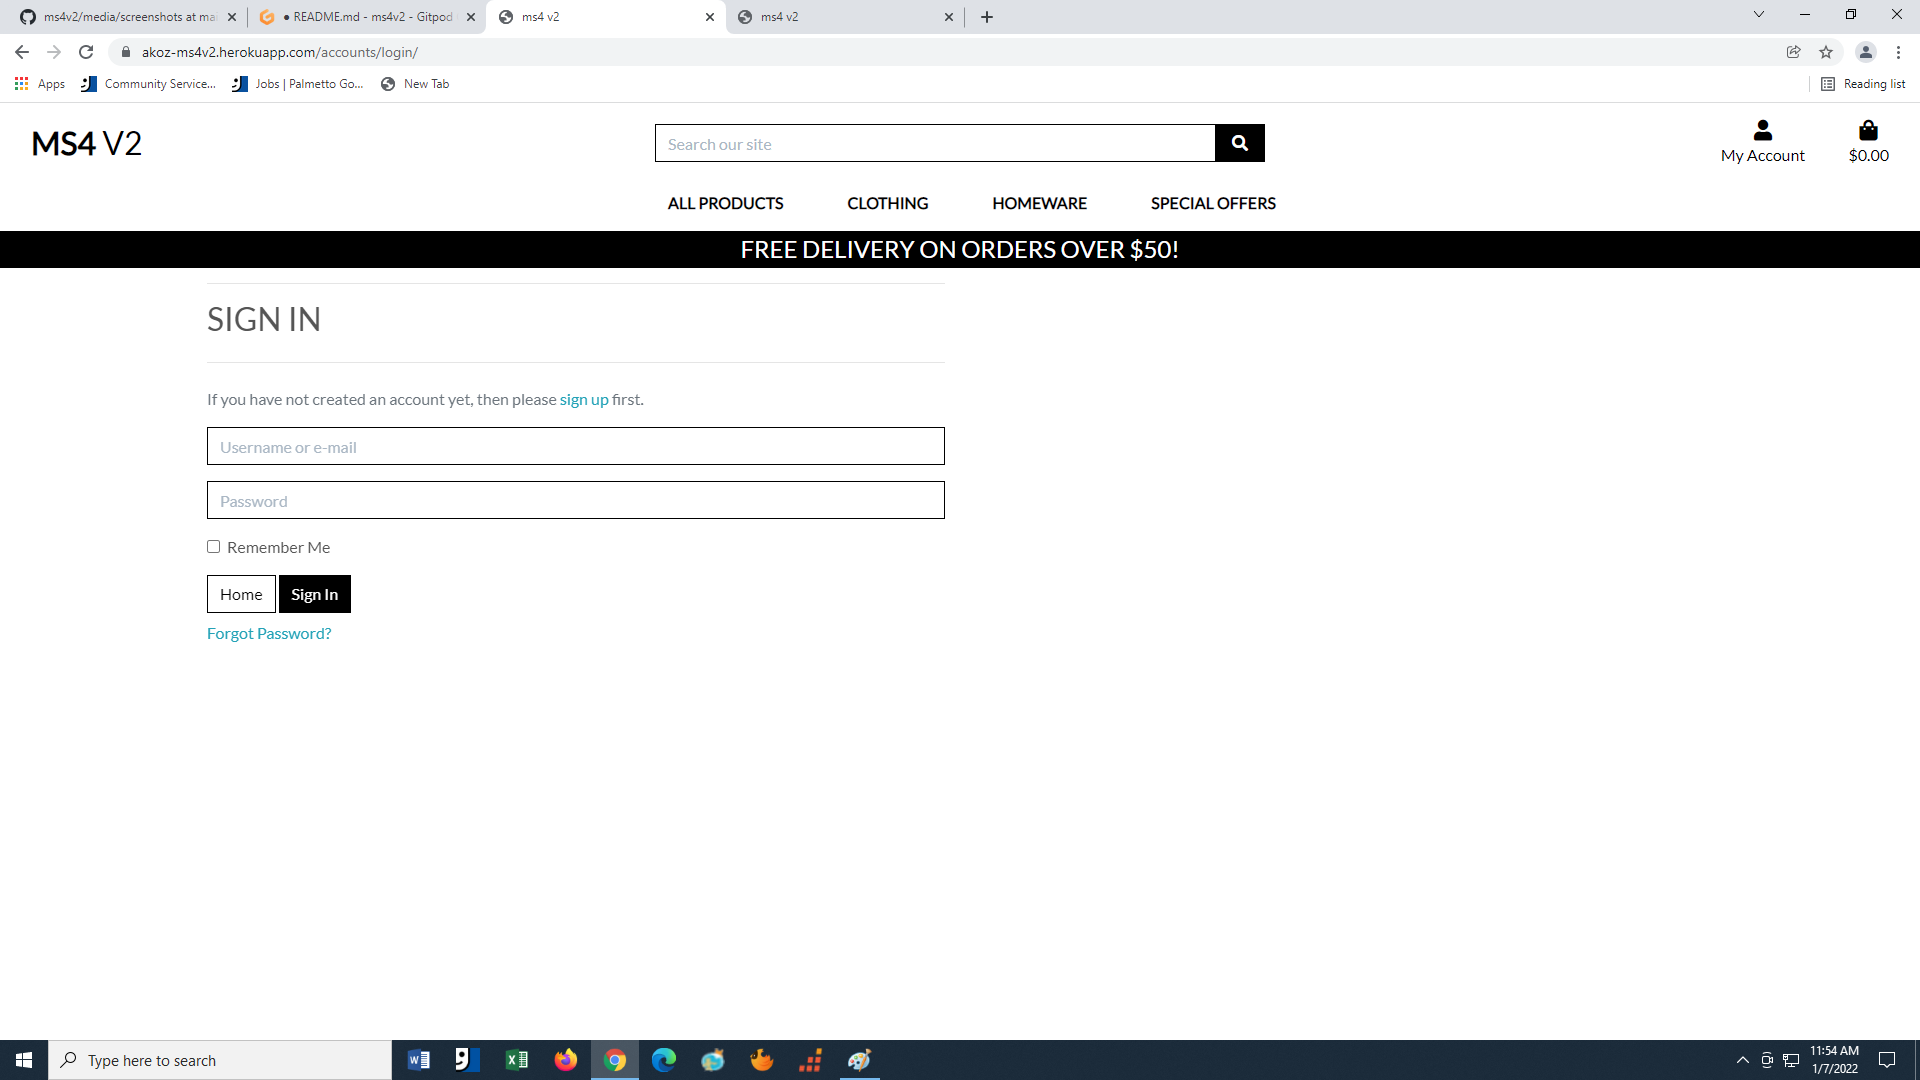 ms4v2/media/screenshots at mai
● README.md - ms4v2 - Gitpod
ms4 v2
ms4 v2
akoz-ms4v2.herokuapp.com/accounts/login/
Apps
Community Service...
Jobs | Palmetto Go...
New Tab
Reading list
MS4 V2
Search our site
My Account
$0.00
ALL PRODUCTS
CLOTHING
HOMEWARE
SPECIAL OFFERS
FREE DELIVERY ON ORDERS OVER $50!
SIGN IN
If you have not created an account yet, then please sign up first.
Username or e-mail
Password
Remember Me
Home
Sign In
Forgot Password?
Type here to search
11:54 AM
1/7/2022